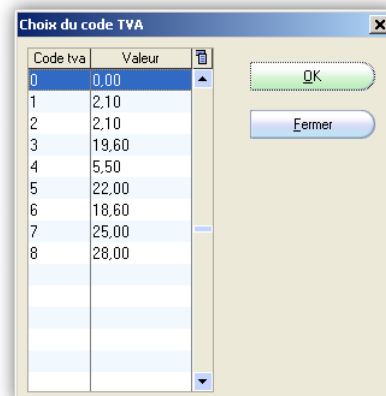 Choix du code TVA
Code tva Valeur
0 0,00
1 2,10
2 2,10
3 19,60
4 5,50
5 22,00
6 18,60
7 25,00
8 28,00
OK
Fermer